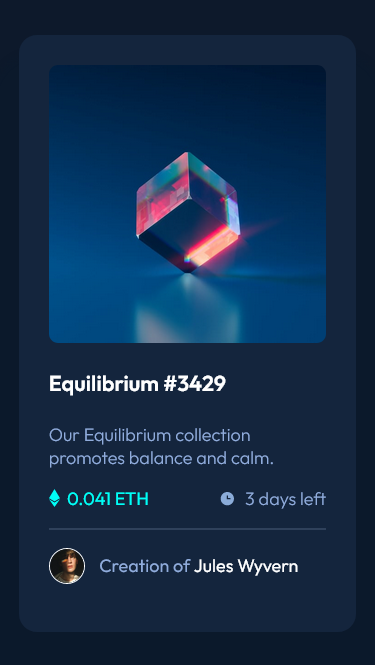 Equilibrium #3429
Our Equilibrium collection
promotes balance and calm.
0.041 ETH
3 days left
Creation of Jules Wyvern